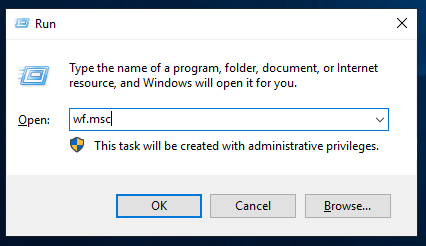 Run
Type the name of a program, folder, document, or Internet
resource, and Windows will open it for you.
Open: wf.msc
This task will be created with administrative privileges.
OK Cancel Browse...